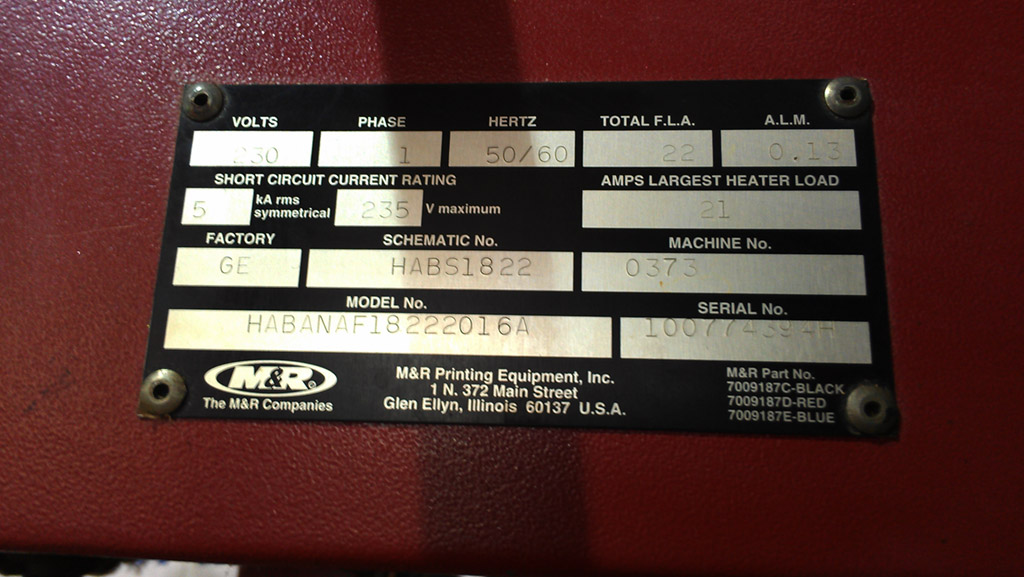 VOLTS PHASE HERTZ TOTAL F.L.A. A.L.M.
230 1 50/60 22 0.13
SHORT CIRCUIT CURRENT RATING AMPS LARGEST HEATER LOAD
5 kA rms symmetrical 235 V maximum 21
FACTORY SCHEMATIC No. MACHINE No.
GE HABS1822 0373
MODEL No. SERIAL No.
HABANAF18222016A
M&R®
The M&R Companies
M&R Printing Equipment, Inc.
1 N. 372 Main Street
Glen Ellyn, Illinois 60137 U.S.A.
M&R Part No.
7009187C-BLACK
7009187D-RED
7009187E-BLUE